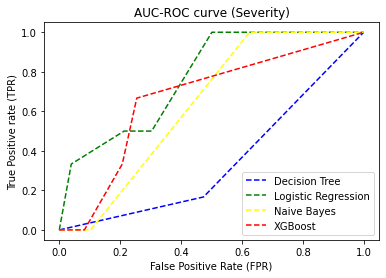 AUC-ROC curve (Severity)
True Positive rate (TPR)
1.0
0.8
0.6
0.4
0.2
0.0
Decision Tree
Logistic Regression
Naive Bayes
XGBoost
0.0 0.2 0.4 0.6 0.8 1.0
False Positive Rate (FPR)